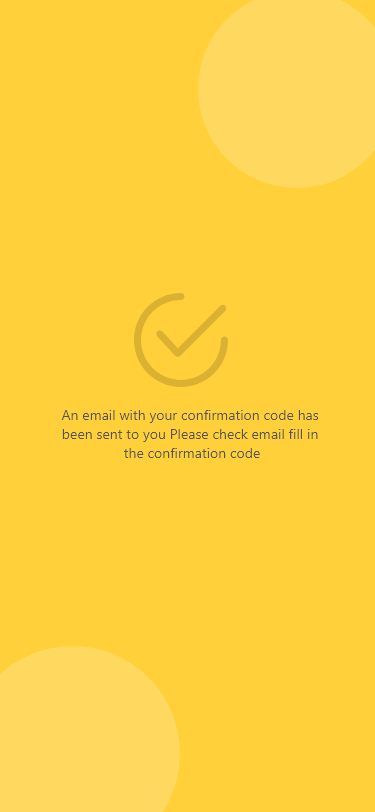 An email with your confirmation code has
been sent to you Please check email fill in
the confirmation code